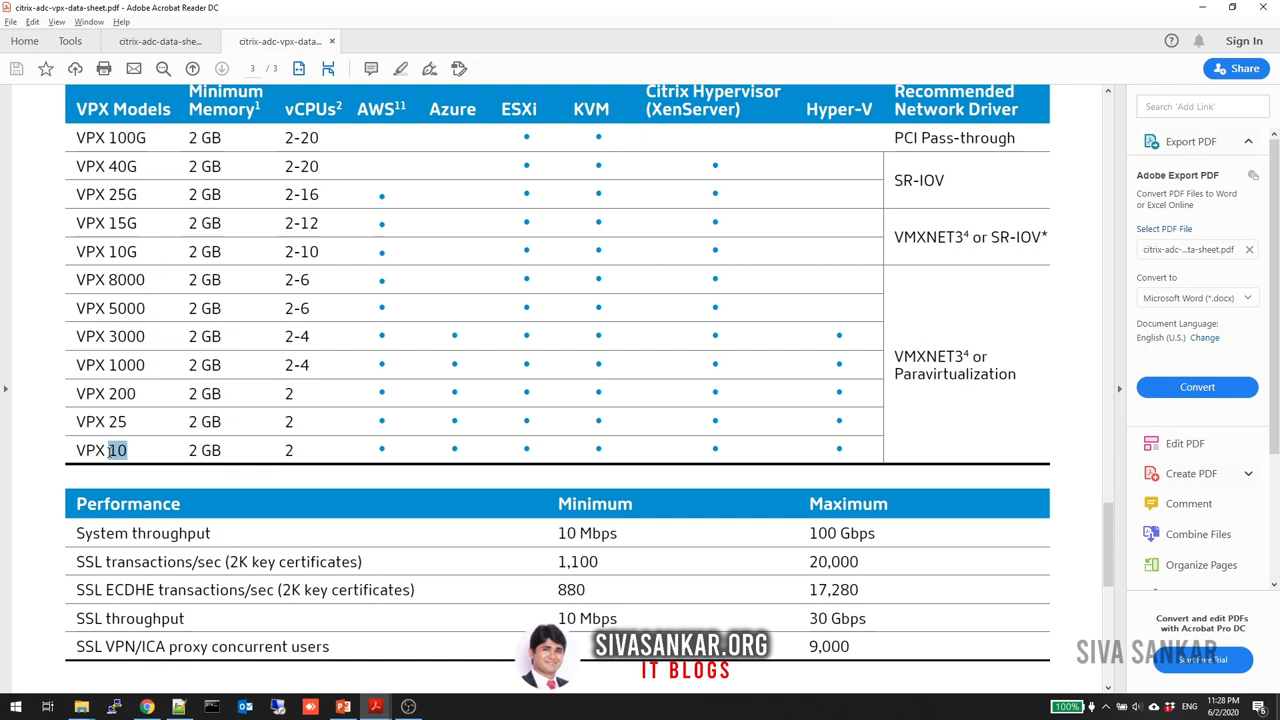 citrix-adc-vpx-data-sheet.pdf - Adobe Acrobat Reader DC
File Edit View Window Help
Home Tools citrix-adc-data-she... citrix-adc-vpx-data... × Sign In
3 / 3 Share
VPX Models Minimum Memory1 vCPUs2 AWS11 Azure ESXi KVM Citrix Hypervisor (XenServer) Hyper-V Recommended Network Driver
VPX 100G 2 GB 2-20 • • PCI Pass-through
VPX 40G 2 GB 2-20 • • • SR-IOV
VPX 25G 2 GB 2-16 • • • •
VPX 15G 2 GB 2-12 • • • • VMXNET3⁴ or SR-IOV*
VPX 10G 2 GB 2-10 • • • •
VPX 8000 2 GB 2-6 • • • •
VPX 5000 2 GB 2-6 • • • •
VPX 3000 2 GB 2-4 • • • • • •
VPX 1000 2 GB 2-4 • • • • • • VMXNET3⁴ or Paravirtualization
VPX 200 2 GB 2 • • • • • •
VPX 25 2 GB 2 • • • • • •
VPX 10 2 GB 2 • • • • • •
Performance Minimum Maximum
System throughput 10 Mbps 100 Gbps
SSL transactions/sec (2K key certificates) 1,100 20,000
SSL ECDHE transactions/sec (2K key certificates) 880 17,280
SSL throughput 10 Mbps 30 Gbps
SSL VPN/ICA proxy concurrent users 9,000
SIVASANKAR.ORG
IT BLOGS
Search 'Add Link'
Export PDF
Adobe Export PDF
Convert PDF Files to Word
or Excel Online
Select PDF File
citrix-adc-...ta-sheet.pdf ×
Convert to
Microsoft Word (*.docx)
Document Language:
English (U.S.) Change
Convert
Edit PDF
Create PDF
Comment
Combine Files
Organize Pages
Convert and edit PDFs
with Acrobat Pro DC
Start Free Trial
SIVA SANKAR
100% ENG 11:28 PM
6/2/2020